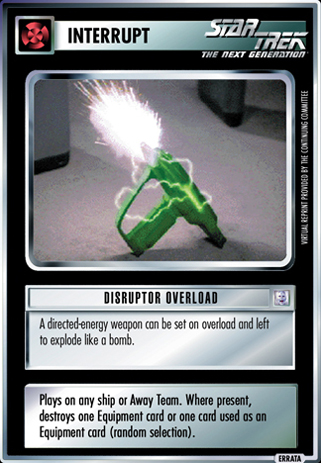 INTERRUPT
STAR TREK
THE NEXT GENERATION
VIRTUAL REPRINT PROVIDED BY THE CONTINUING COMMITTEE
DISRUPTOR OVERLOAD
A directed-energy weapon can be set on overload and left
to explode like a bomb.
Plays on any ship or Away Team. Where present,
destroys one Equipment card or one card used as an
Equipment card (random selection).
ERRATA